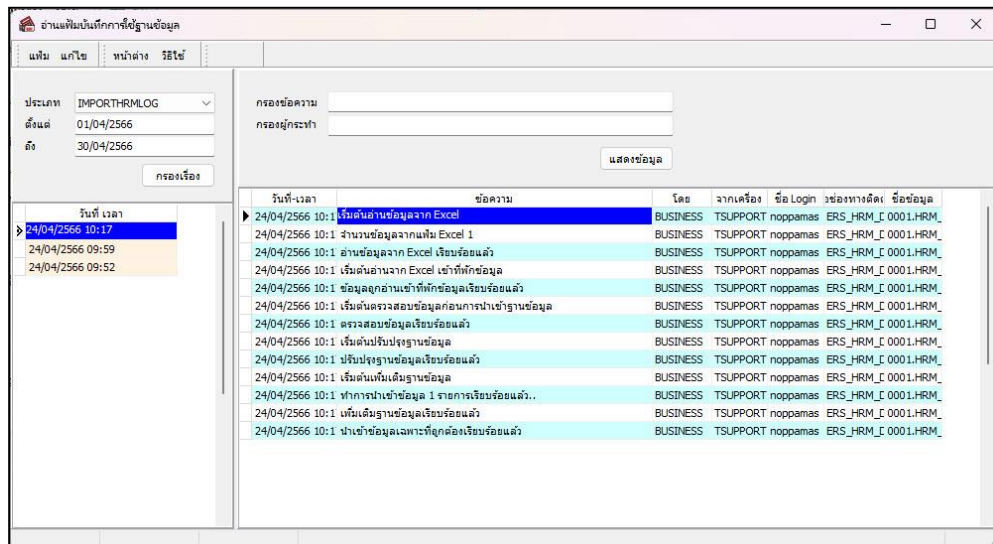 อ่านแฟ้มบันทึกการใช้ฐานข้อมูล
แฟ้ม แก้ไข หน้าต่าง วิธีใช้
ประเภท IMPORTHRMLOG
ตั้งแต่ 01/04/2566
ถึง 30/04/2566
กรองเรื่อง
กรองข้อความ
กรองผู้กระทำ
แสดงข้อมูล
วันที่ เวลา
24/04/2566 10:17
24/04/2566 09:59
24/04/2566 09:52
วันที่-เวลา ข้อความ โดย จากเครื่อง ชื่อ Login ชื่อข้อมูล
24/04/2566 10:1 เริ่มต้นอ่านข้อมูลจาก Excel BUSINESS TSUPPORT noppamas ERS_HRM_ 0001.HRM_
24/04/2566 10:1 จำนวนข้อมูลจากแฟ้ม Excel 1 BUSINESS TSUPPORT noppamas ERS_HRM_ 0001.HRM_
24/04/2566 10:1 อ่านข้อมูลจาก Excel เรียบร้อยแล้ว BUSINESS TSUPPORT noppamas ERS_HRM_ 0001.HRM_
24/04/2566 10:1 เริ่มต้นอ่านจาก Excel เข้าที่พักข้อมูล BUSINESS TSUPPORT noppamas ERS_HRM_ 0001.HRM_
24/04/2566 10:1 ข้อมูลถูกอ่านเข้าที่พักข้อมูลเรียบร้อยแล้ว BUSINESS TSUPPORT noppamas ERS_HRM_ 0001.HRM_
24/04/2566 10:1 เริ่มต้นตรวจสอบข้อมูลก่อนการนำเข้าฐานข้อมูล BUSINESS TSUPPORT noppamas ERS_HRM_ 0001.HRM_
24/04/2566 10:1 ตรวจสอบข้อมูลเรียบร้อยแล้ว BUSINESS TSUPPORT noppamas ERS_HRM_ 0001.HRM_
24/04/2566 10:1 เริ่มต้นปรับปรุงฐานข้อมูล BUSINESS TSUPPORT noppamas ERS_HRM_ 0001.HRM_
24/04/2566 10:1 ปรับปรุงฐานข้อมูลเรียบร้อยแล้ว BUSINESS TSUPPORT noppamas ERS_HRM_ 0001.HRM_
24/04/2566 10:1 เริ่มต้นเพิ่มเติมฐานข้อมูล BUSINESS TSUPPORT noppamas ERS_HRM_ 0001.HRM_
24/04/2566 10:1 ทำการนำเข้าข้อมูล 1 รายการเรียบร้อยแล้ว.. BUSINESS TSUPPORT noppamas ERS_HRM_ 0001.HRM_
24/04/2566 10:1 เพิ่มเติมฐานข้อมูลเรียบร้อยแล้ว BUSINESS TSUPPORT noppamas ERS_HRM_ 0001.HRM_
24/04/2566 10:1 นำเข้าข้อมูลเฉพาะที่ถูกต้องเรียบร้อยแล้ว BUSINESS TSUPPORT noppamas ERS_HRM_ 0001.HRM_